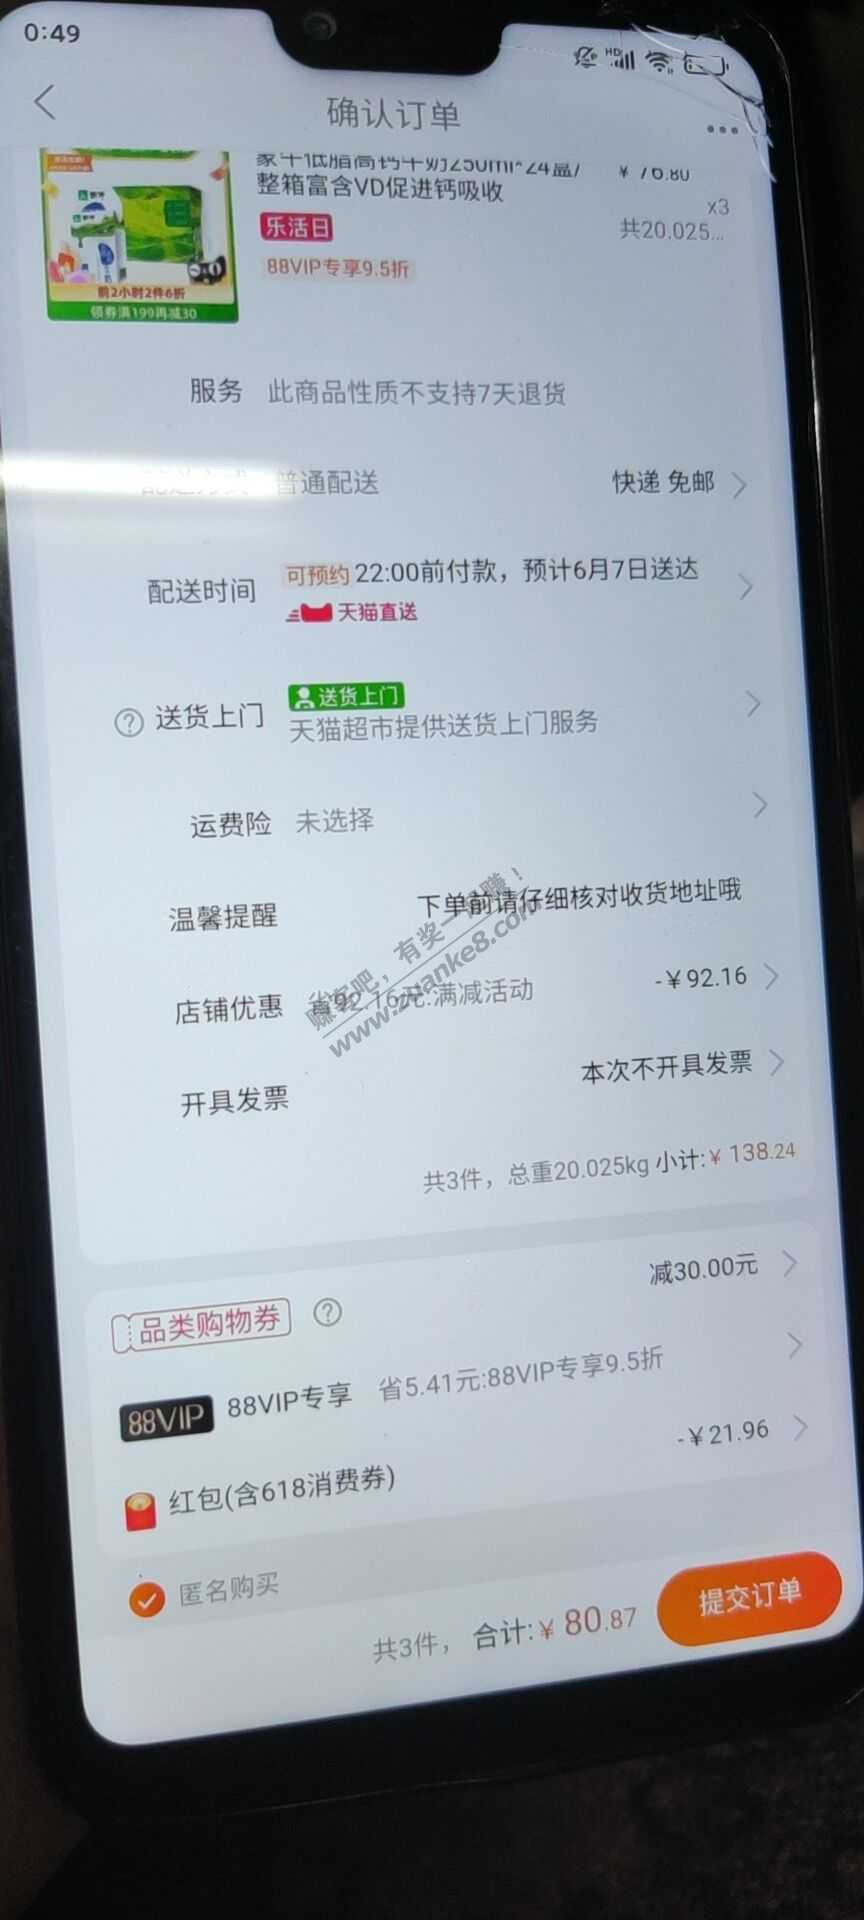 0:49
HD
确认订单
蒙牛低脂高钙牛奶250ml*24盒/
¥ 76.80
整箱富含VD促进钙吸收
x3
乐活日
共20.025...
88VIP专享9.5折
前2小时2件6折
领券满199再减30
服务 此商品性质不支持7天退货
配送方式 普通配送 快递 免邮
配送时间 可预约 22:00前付款，预计6月7日送达
天猫直送
送货上门 送货上门
天猫超市提供送货上门服务
运费险 未选择
温馨提醒 下单前请仔细核对收货地址哦
店铺优惠 省92.16元:满减活动 -¥92.16
开具发票 本次不开具发票
共3件，总重20.025kg 小计:¥ 138.24
品类购物券 减30.00元
88VIP 88VIP专享 省5.41元:88VIP专享9.5折
红包(含618消费券) -¥21.96
匿名购买
共3件， 合计:¥ 80.87
提交订单
赚客吧，有奖一起赚！
www.zuanke8.com